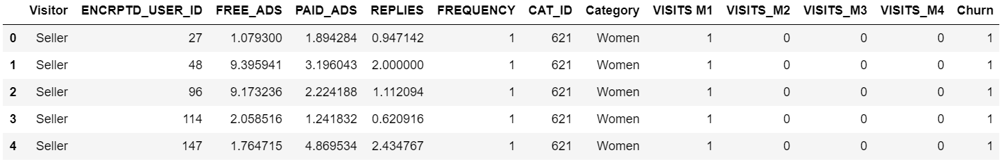 Visitor ENCRPTD_USER_ID FREE_ADS PAID_ADS REPLIES FREQUENCY CAT_ID Category VISITS M1 VISITS_M2 VISITS_M3 VISITS_M4 Churn
0 Seller 27 1.079300 1.894284 0.947142 1 621 Women 1 0 0 0 1
1 Seller 48 9.395941 3.196043 2.000000 1 621 Women 1 0 0 0 1
2 Seller 96 9.173236 2.224188 1.112094 1 621 Women 1 0 0 0 1
3 Seller 114 2.058516 1.241832 0.620916 1 621 Women 1 0 0 0 1
4 Seller 147 1.764715 4.869534 2.434767 1 621 Women 1 0 0 0 1